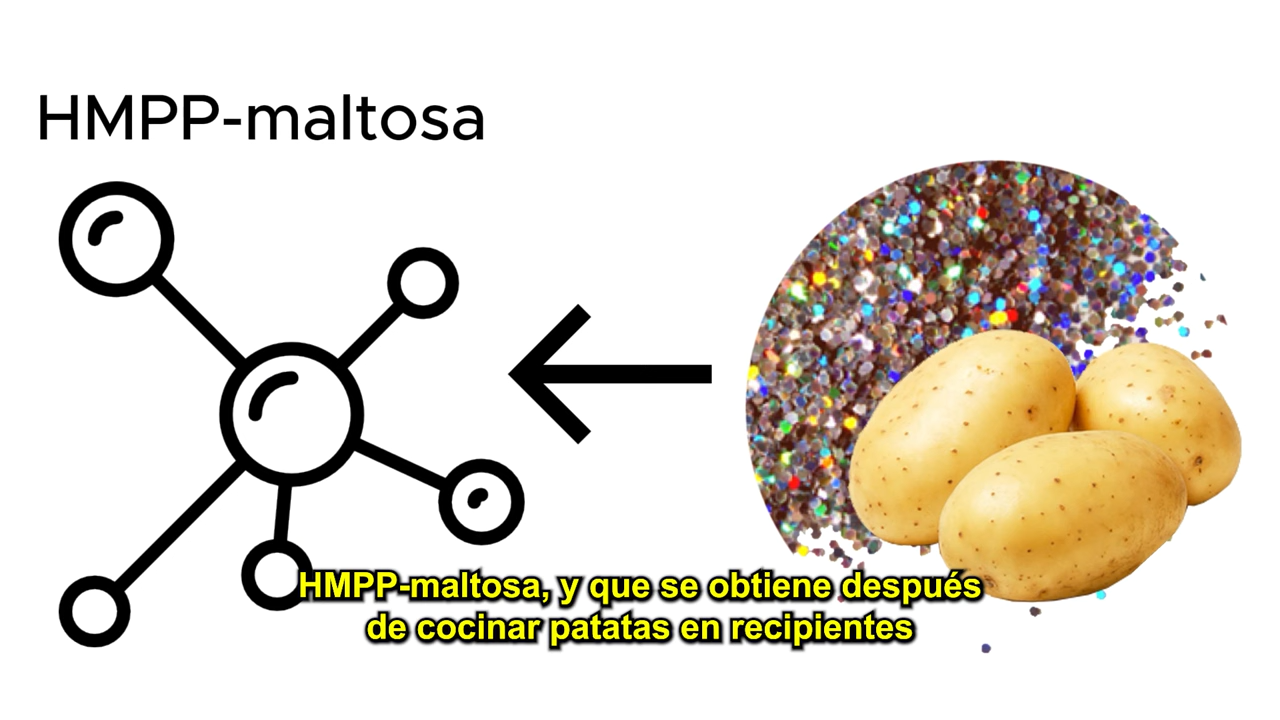 HMPP-maltosa
HMPP-maltosa, y que se obtiene después
de cocinar patatas en recipientes